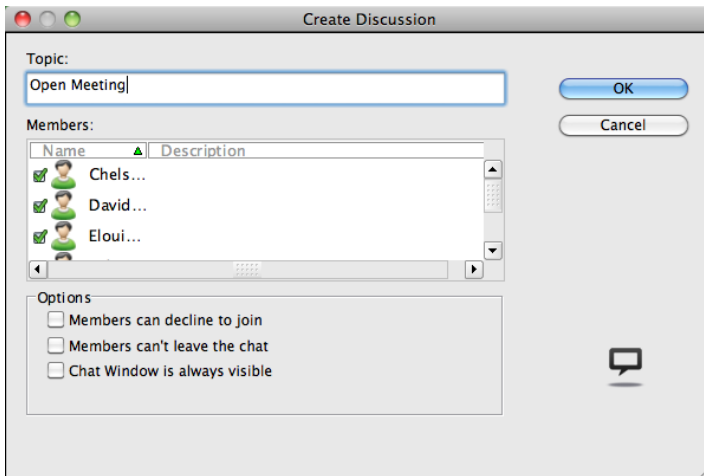 Create Discussion
Topic:
Open Meeting
OK
Members:
Cancel
Name Description
Chels...
David...
Eloui...
Options
Members can decline to join
Members can't leave the chat
Chat Window is always visible